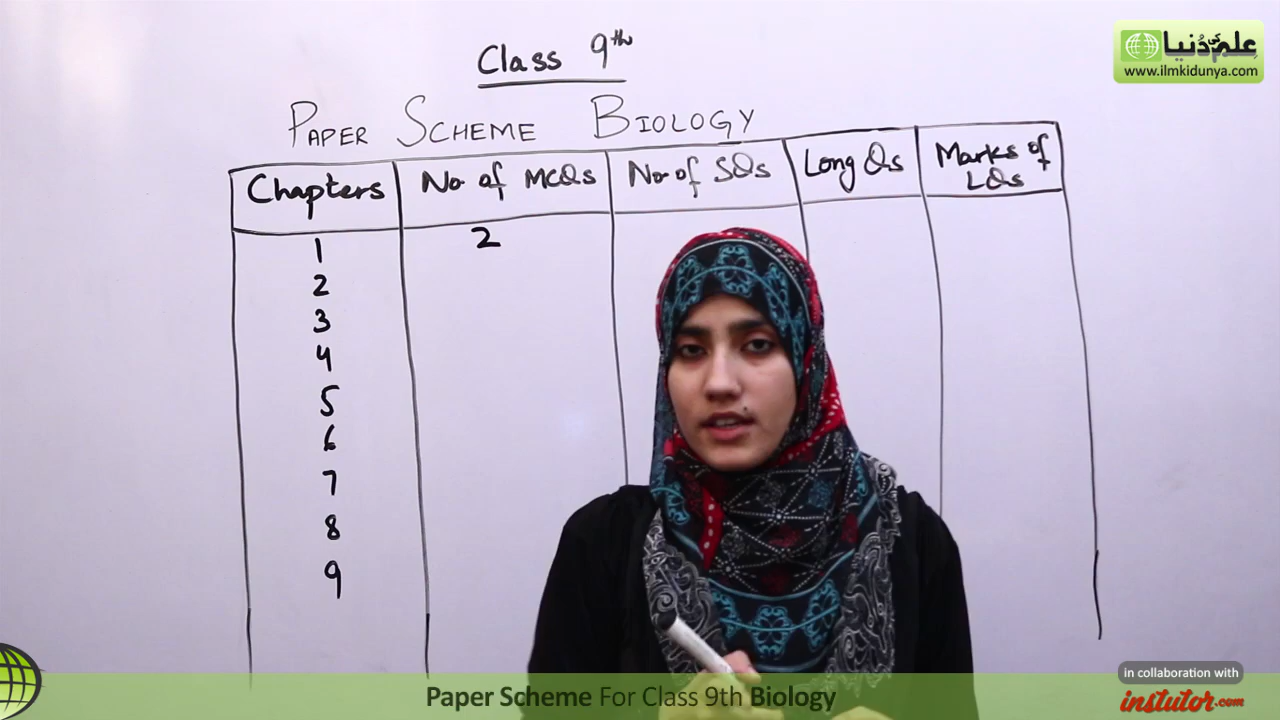 علم کی دُنیا
www.ilmkidunya.com
Class 9th
PAPER SCHEME BIOLOGY
Chapters No of MCQs No of SQs Long Qs Marks of LQs
1 2
2
3
4
5
6
7
8
9
in collaboration with
Paper Scheme For Class 9th Biology
instutor.com